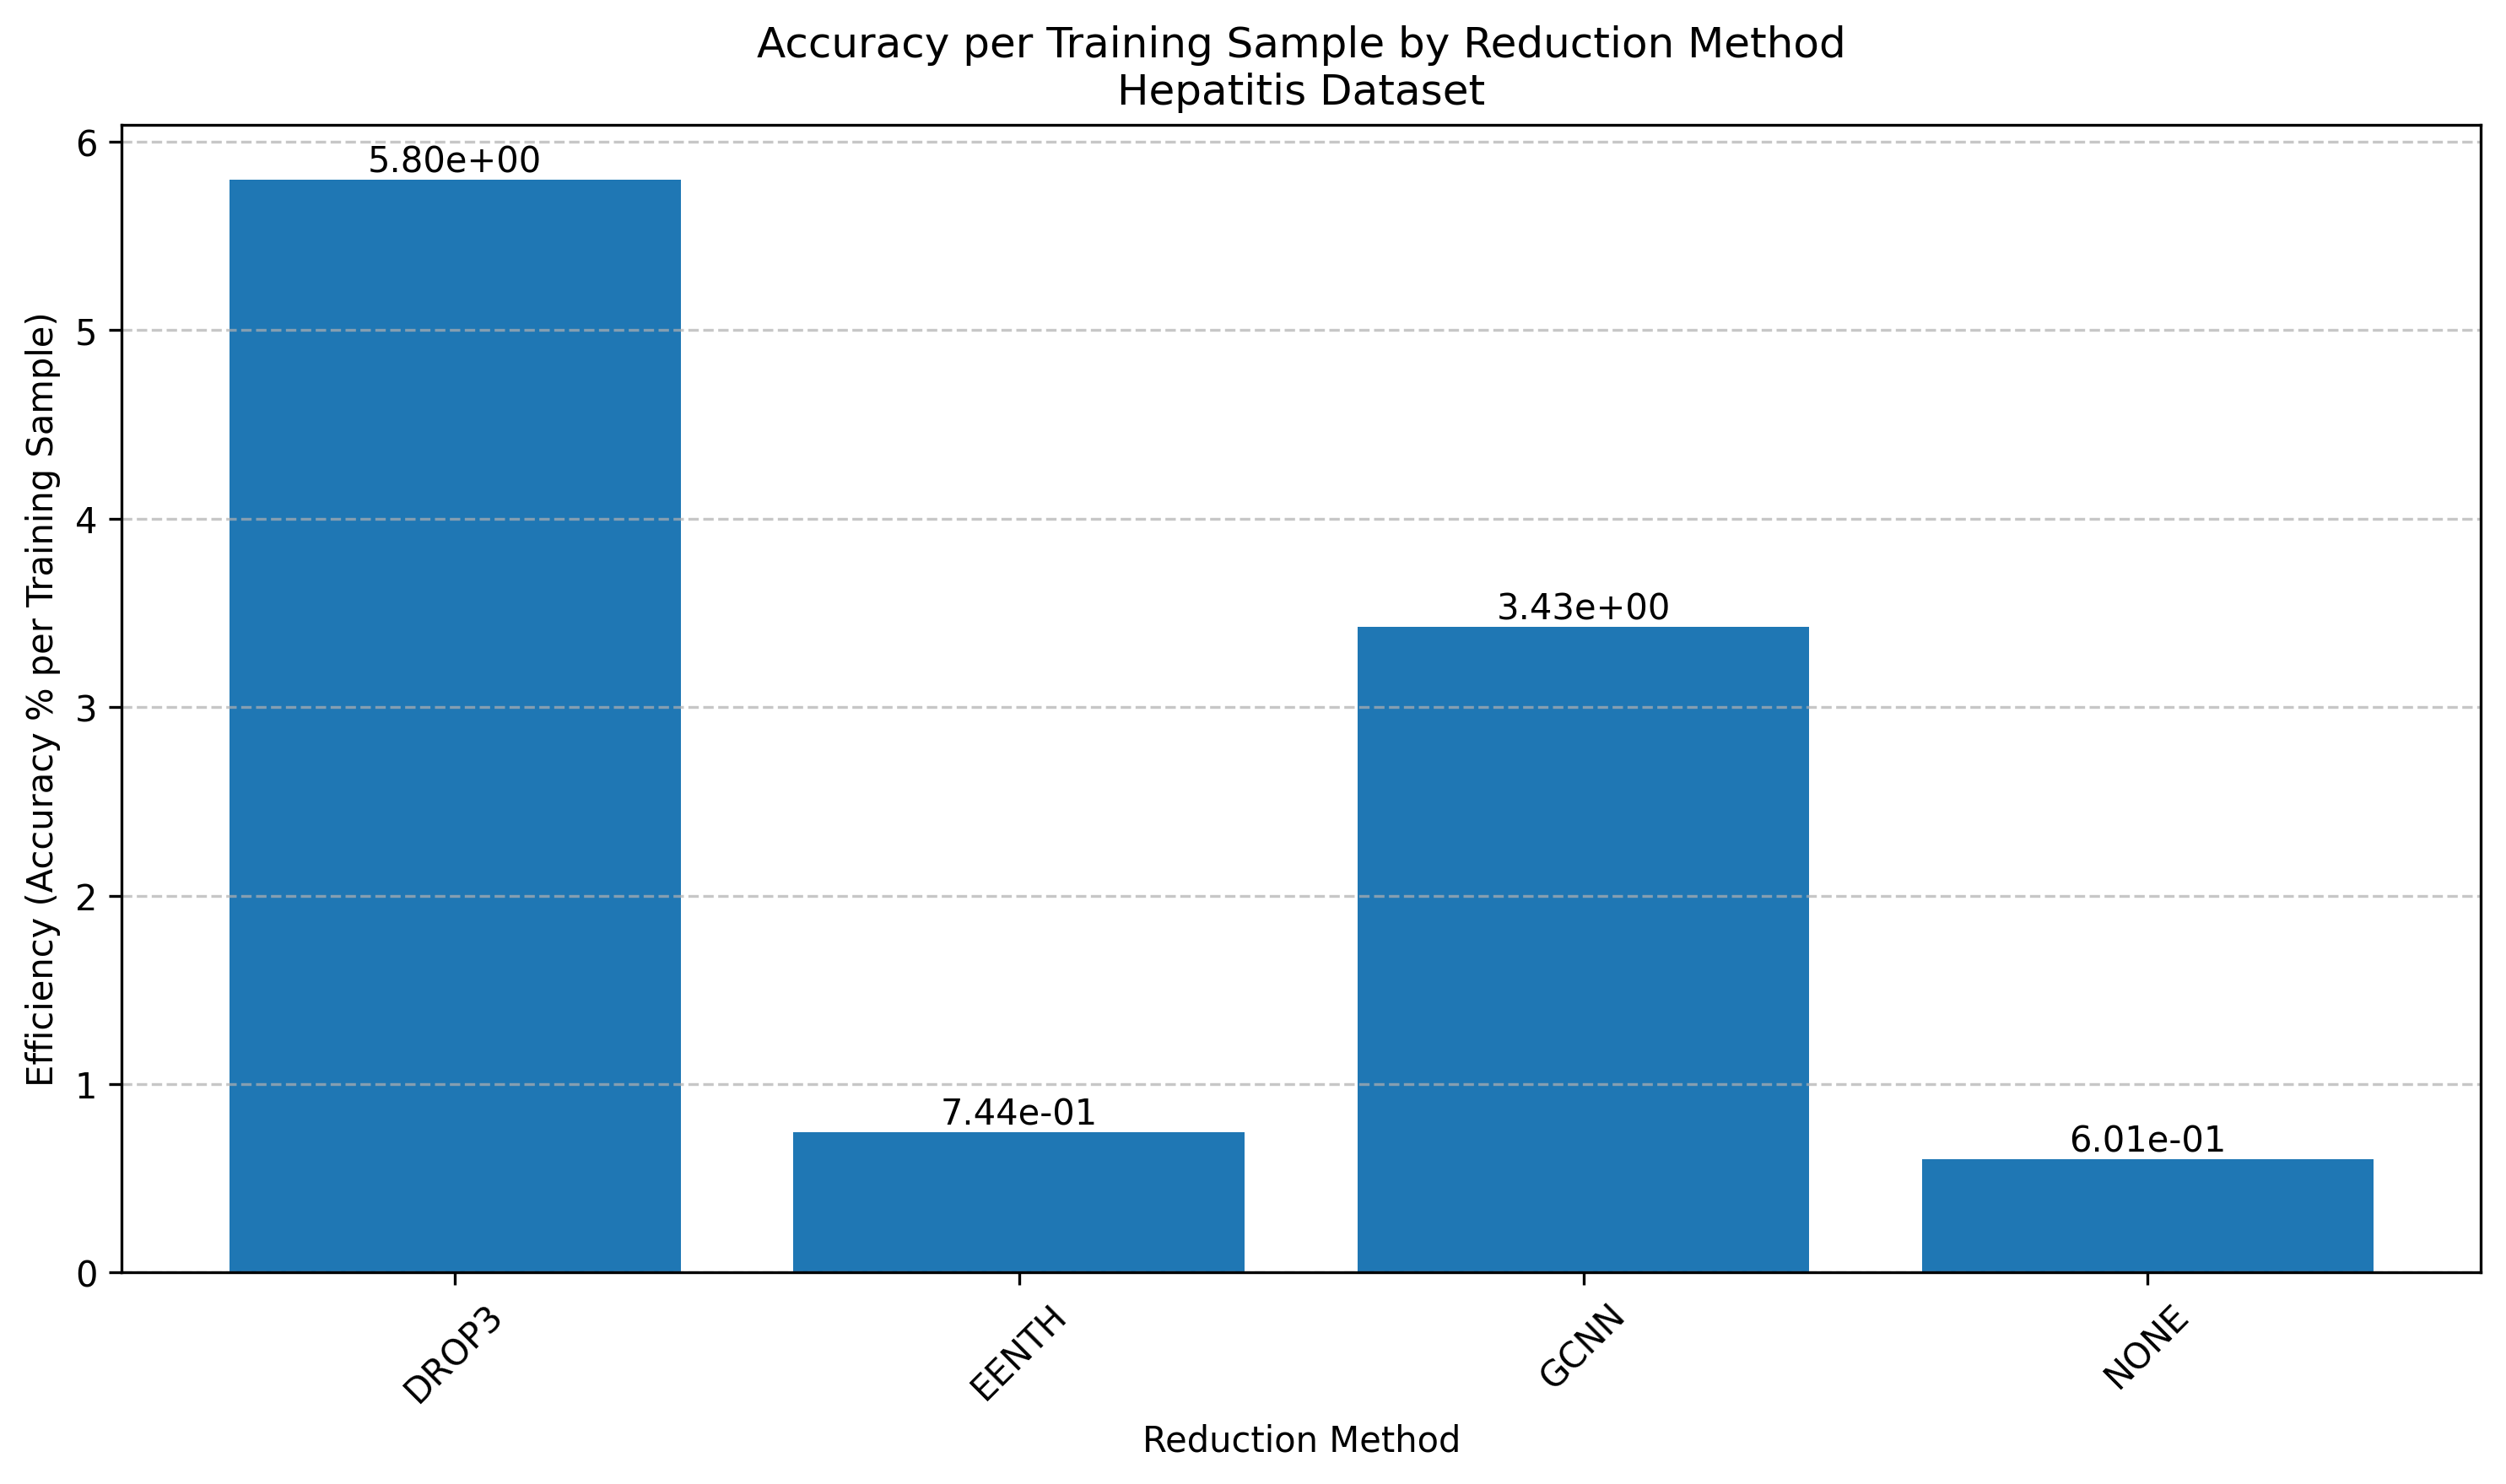 Accuracy per Training Sample by Reduction Method
Hepatitis Dataset
Efficiency (Accuracy % per Training Sample)
6
5
4
3
2
1
0
5.80e+00
7.44e-01
3.43e+00
6.01e-01
DROP3
EENTH
GCNN
NONE
Reduction Method